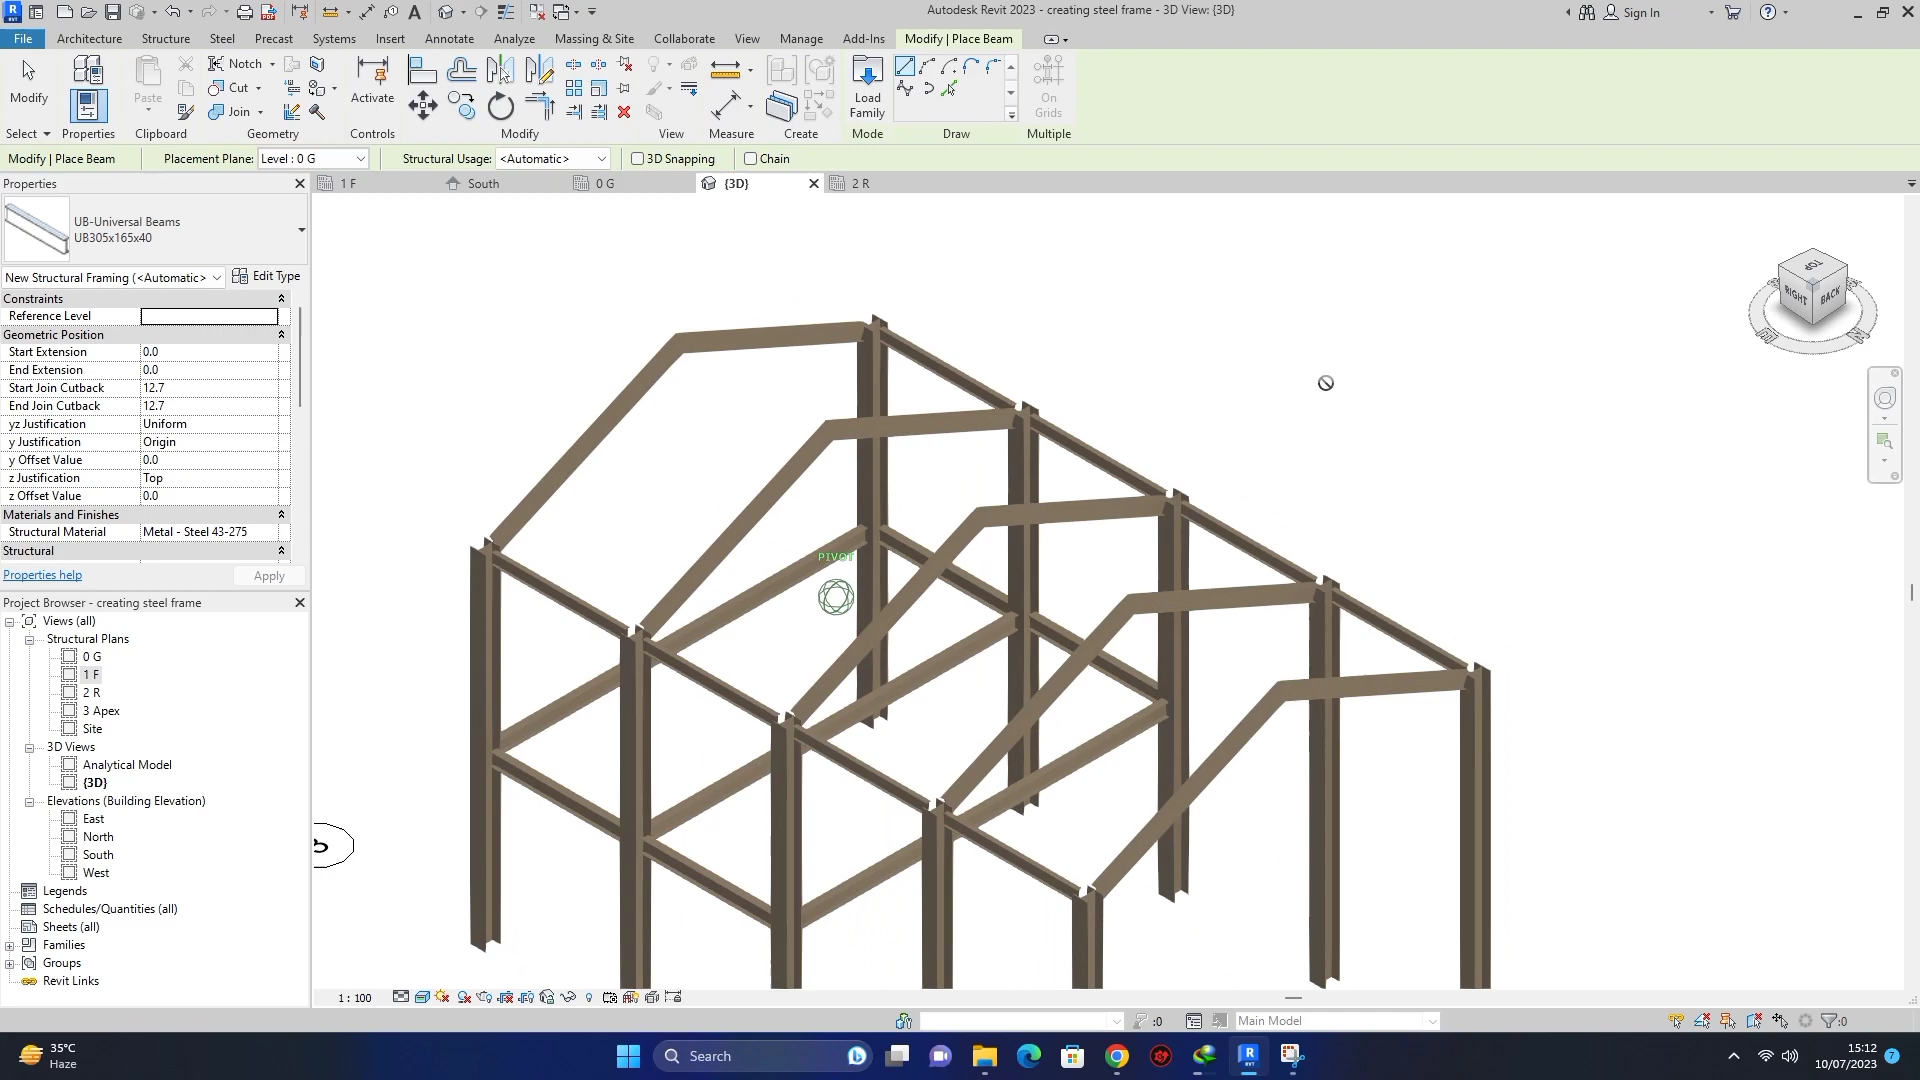 Autodesk Revit 2023 - creating steel frame - 3D View: {3D}
Sign In
File
Architecture
Structure
Steel
Precast
Systems
Insert
Annotate
Analyze
Massing & Site
Collaborate
View
Manage
Add-Ins
Modify | Place Beam
Modify
Paste
Notch
Cut
Join
Activate
Load
Family
On
Grids
Select
Properties
Clipboard
Geometry
Controls
Modify
View
Measure
Create
Mode
Draw
Multiple
Modify | Place Beam
Placement Plane:
Level : 0 G
Structural Usage:
<Automatic>
3D Snapping
Chain
Properties
1 F
South
0 G
{3D}
2 R
UB-Universal Beams
UB305x165x40
New Structural Framing (<Automatic>
Edit Type
Constraints
Reference Level
Geometric Position
Start Extension 0.0
End Extension 0.0
Start Join Cutback 12.7
End Join Cutback 12.7
yz Justification Uniform
y Justification Origin
y Offset Value 0.0
z Justification Top
z Offset Value 0.0
Materials and Finishes
Structural Material Metal - Steel 43-275
Structural
Properties help
Apply
Project Browser - creating steel frame
Views (all)
Structural Plans
0 G
1 F
2 R
3 Apex
Site
3D Views
Analytical Model
{3D}
Elevations (Building Elevation)
East
North
South
West
Legends
Schedules/Quantities (all)
Sheets (all)
Families
Groups
Revit Links
TOP
RIGHT
BACK
PIVOT
1 : 100
:0
Main Model
:0
35°C
Haze
Search
15:12
10/07/2023
7